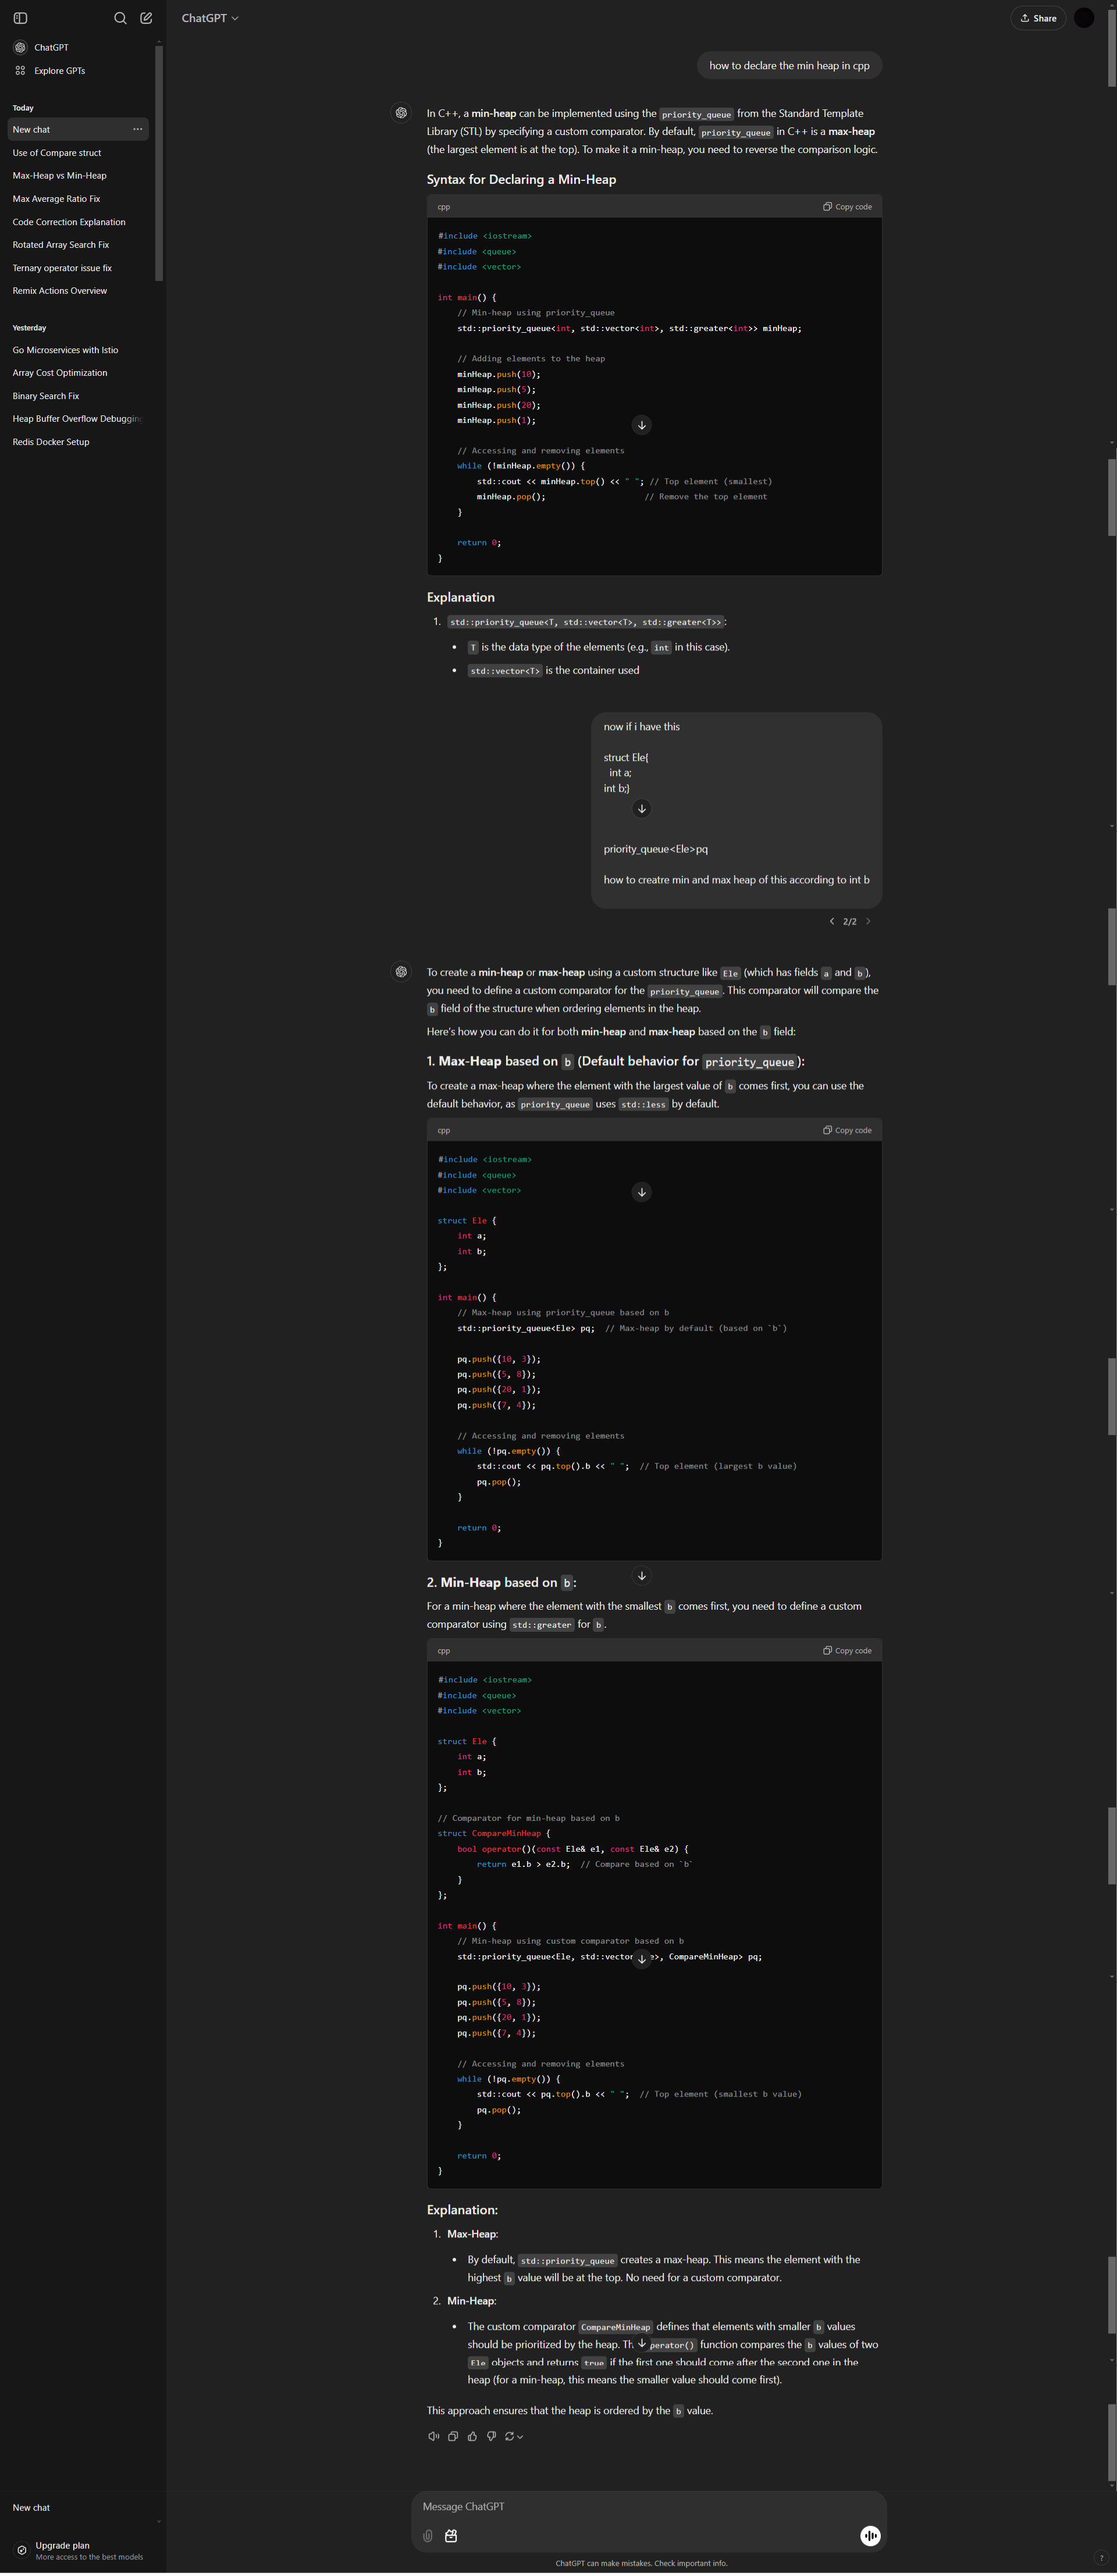 ChatGPT
Share
ChatGPT
Explore GPTs
Today
New chat
Use of Compare struct
Max-Heap vs Min-Heap
Max Average Ratio Fix
Code Correction Explanation
Rotated Array Search Fix
Ternary operator issue fix
Remix Actions Overview
Yesterday
Go Microservices with Istio
Array Cost Optimization
Binary Search Fix
Heap Buffer Overflow Debugging
Redis Docker Setup
how to declare the min heap in cpp
In C++, a min-heap can be implemented using the priority_queue from the Standard Template
Library (STL) by specifying a custom comparator. By default, priority_queue in C++ is a max-heap
(the largest element is at the top). To make it a min-heap, you need to reverse the comparison logic.
Syntax for Declaring a Min-Heap
cpp
Copy code
#include <iostream>
#include <queue>
#include <vector>
int main() {
// Min-heap using priority_queue
std::priority_queue<int, std::vector<int>, std::greater<int>> minHeap;
// Adding elements to the heap
minHeap.push(10);
minHeap.push(5);
minHeap.push(20);
minHeap.push(1);
// Accessing and removing elements
while (!minHeap.empty()) {
std::cout << minHeap.top() << " "; // Top element (smallest)
minHeap.pop(); // Remove the top element
}
return 0;
}
Explanation
1. std::priority_queue<T, std::vector<T>, std::greater<T>>:
• T is the data type of the elements (e.g., int in this case).
• std::vector<T> is the container used
now if i have this
struct Ele{
int a;
int b;}
priority_queue<Ele>pq
how to creatre min and max heap of this according to int b
2/2
To create a min-heap or max-heap using a custom structure like Ele (which has fields a and b),
you need to define a custom comparator for the priority_queue. This comparator will compare the
b field of the structure when ordering elements in the heap.
Here's how you can do it for both min-heap and max-heap based on the b field:
1. Max-Heap based on b (Default behavior for priority_queue):
To create a max-heap where the element with the largest value of b comes first, you can use the
default behavior, as priority_queue uses std::less by default.
cpp
Copy code
#include <iostream>
#include <queue>
#include <vector>
struct Ele {
int a;
int b;
};
int main() {
// Max-heap using priority_queue based on b
std::priority_queue<Ele> pq; // Max-heap by default (based on `b`)
pq.push({10, 3});
pq.push({5, 8});
pq.push({20, 1});
pq.push({7, 4});
// Accessing and removing elements
while (!pq.empty()) {
std::cout << pq.top().b << " "; // Top element (largest b value)
pq.pop();
}
return 0;
}
2. Min-Heap based on b:
For a min-heap where the element with the smallest b comes first, you need to define a custom
comparator using std::greater for b.
cpp
Copy code
#include <iostream>
#include <queue>
#include <vector>
struct Ele {
int a;
int b;
};
// Comparator for min-heap based on b
struct CompareMinHeap {
bool operator()(const Ele& e1, const Ele& e2) {
return e1.b > e2.b; // Compare based on `b`
}
};
int main() {
// Min-heap using custom comparator based on b
std::priority_queue<Ele, std::vector e>, CompareMinHeap> pq;
pq.push({10, 3});
pq.push({5, 8});
pq.push({20, 1});
pq.push({7, 4});
// Accessing and removing elements
while (!pq.empty()) {
std::cout << pq.top().b << " "; // Top element (smallest b value)
pq.pop();
}
return 0;
}
Explanation:
1. Max-Heap:
• By default, std::priority_queue creates a max-heap. This means the element with the
highest b value will be at the top. No need for a custom comparator.
2. Min-Heap:
• The custom comparator CompareMinHeap defines that elements with smaller b values
should be prioritized by the heap. Th perator() function compares the b values of two
Ele objects and returns true if the first one should come after the second one in the
heap (for a min-heap, this means the smaller value should come first).
This approach ensures that the heap is ordered by the b value.
New chat
Upgrade plan
More access to the best models
Message ChatGPT
ChatGPT can make mistakes. Check important info.
?